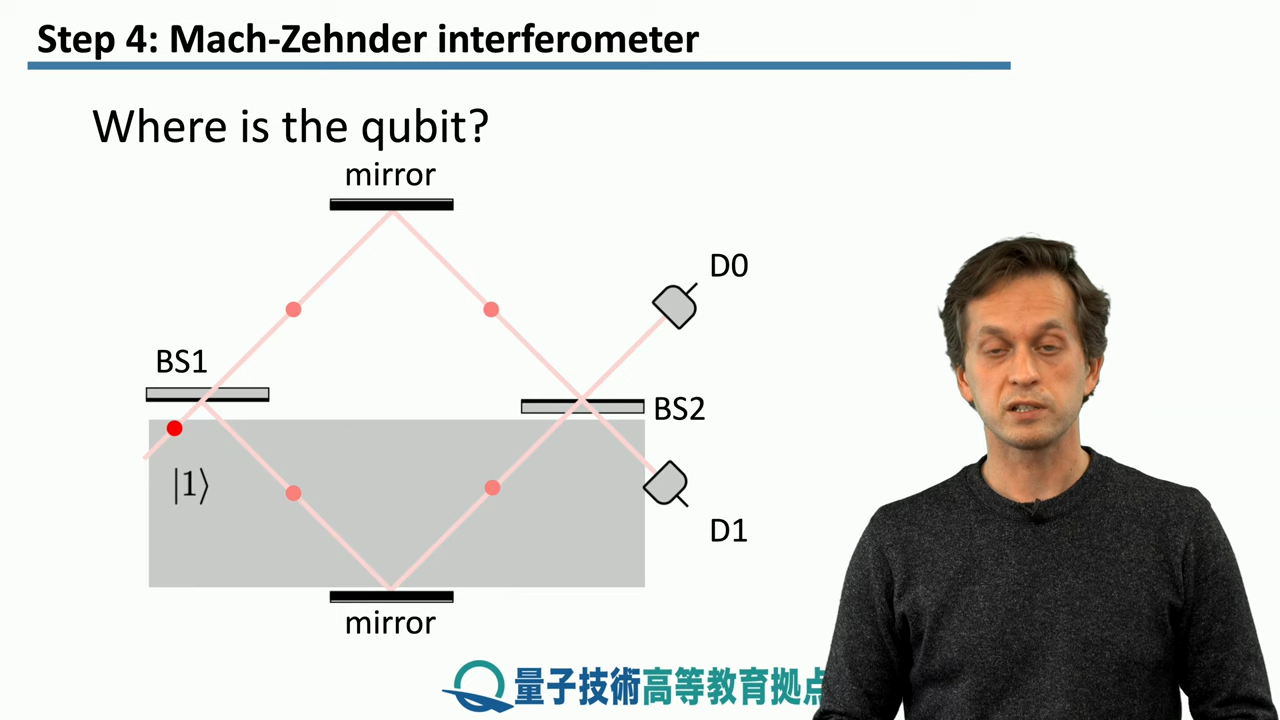 Step 4: Mach-Zehnder interferometer
Where is the qubit?
mirror
D0
BS1
BS2
|1⟩
D1
mirror
量子技術高等教育拠点